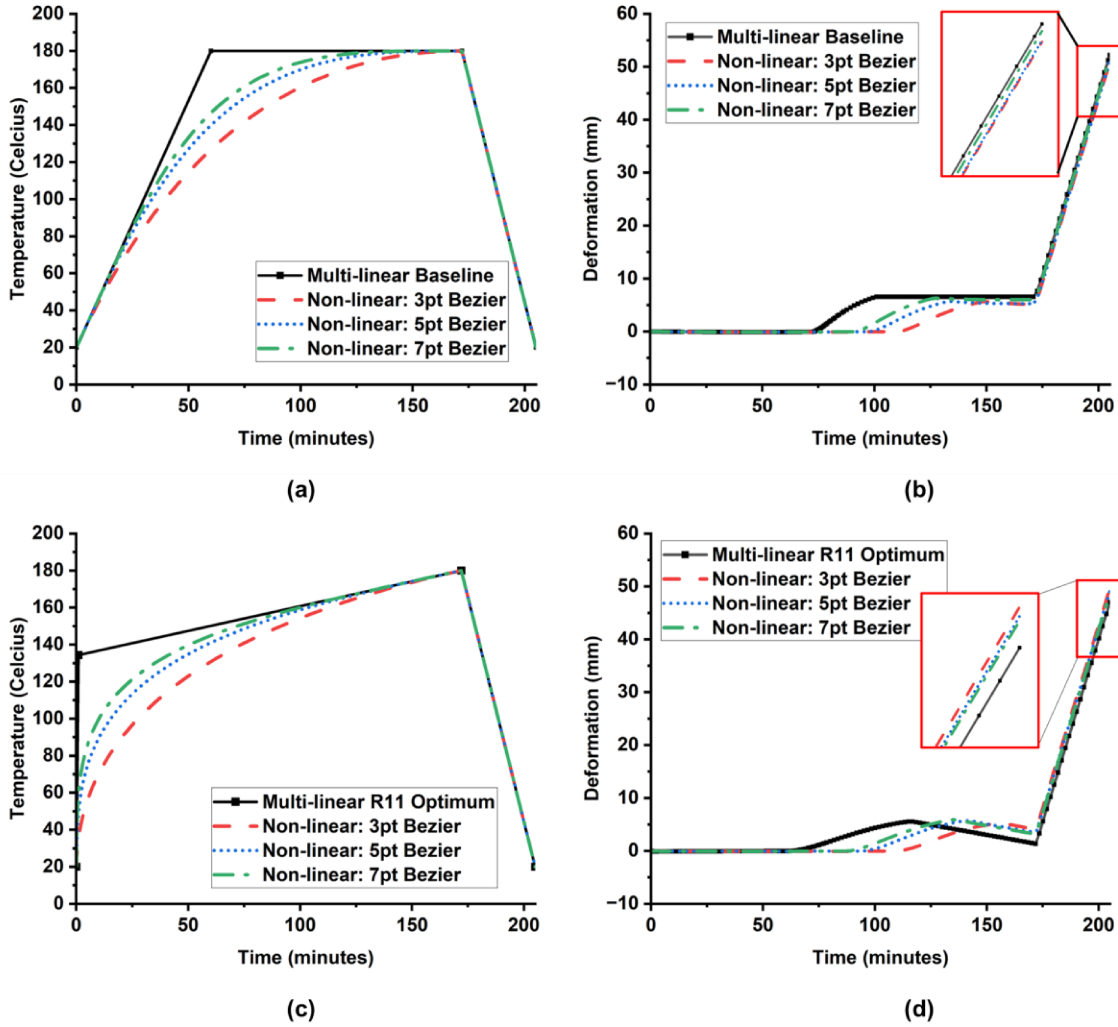 200
180
160
140
120
100
80
60
40
20
0
Temperature (Celcius)
Multi-linear Baseline
Non-linear: 3pt Bezier
Non-linear: 5pt Bezier
Non-linear: 7pt Bezier
0 50 100 150 200
Time (minutes)
(a)
60
50
40
30
20
10
0
−10
Deformation (mm)
Multi-linear Baseline
Non-linear: 3pt Bezier
Non-linear: 5pt Bezier
Non-linear: 7pt Bezier
0 50 100 150 200
Time (minutes)
(b)
200
180
160
140
120
100
80
60
40
20
0
Temperature (Celcius)
Multi-linear R11 Optimum
Non-linear: 3pt Bezier
Non-linear: 5pt Bezier
Non-linear: 7pt Bezier
0 50 100 150 200
Time (minutes)
(c)
60
50
40
30
20
10
0
−10
Deformation (mm)
Multi-linear R11 Optimum
Non-linear: 3pt Bezier
Non-linear: 5pt Bezier
Non-linear: 7pt Bezier
0 50 100 150 200
Time (minutes)
(d)